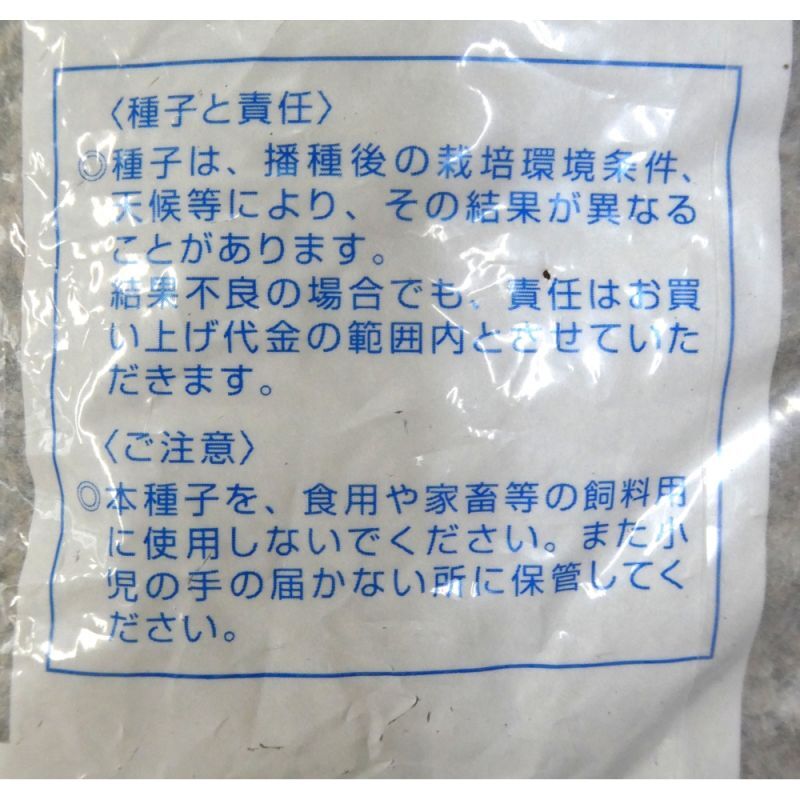 〈種子と責任〉
◎種子は、播種後の栽培環境条件、
天候等により、その結果が異なる
ことがあります。
結果不良の場合でも、責任はお買
い上げ代金の範囲内とさせていた
だきます。
〈ご注意〉
◎本種子を、食用や家畜等の飼料用
に使用しないでください。また小
児の手の届かない所に保管してく
ださい。